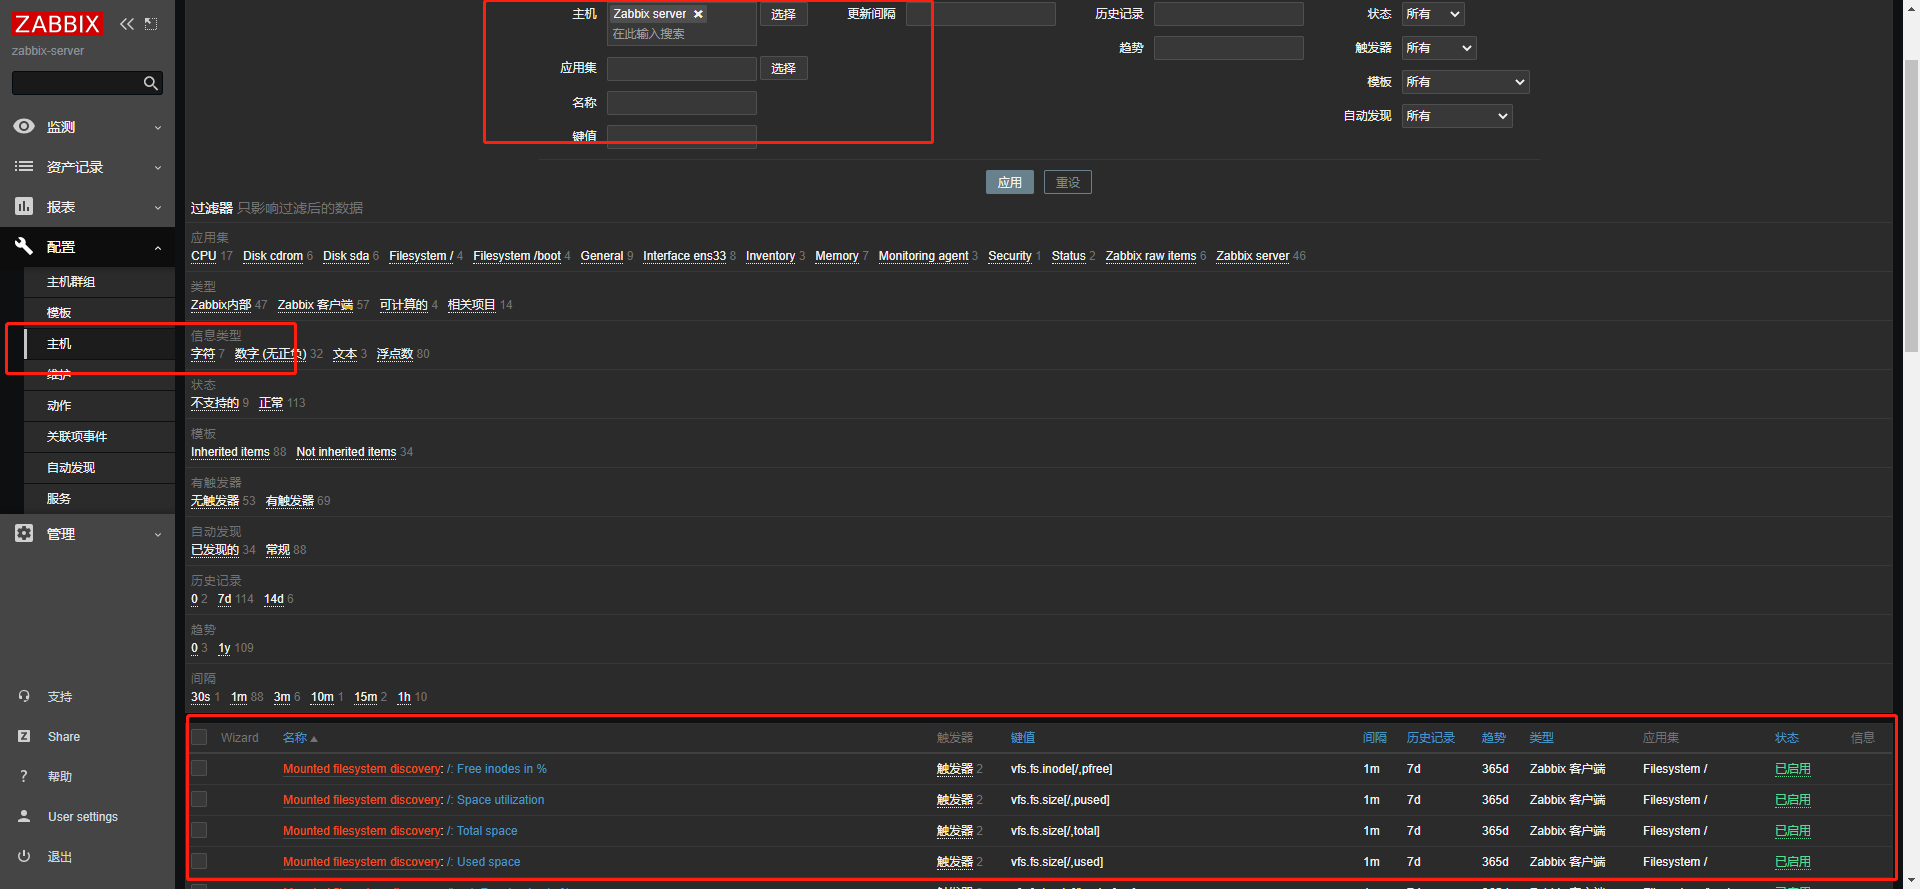 ZABBIX
zabbix-server
监测
资产记录
报表
配置
主机群组
模板
主机
维护
动作
关联项事件
自动发现
服务
管理
支持
Share
帮助
User settings
退出
主机 Zabbix server 选择 更新间隔 历史记录 状态 所有
在此输入搜索
趋势 触发器 所有
应用集 选择
模板 所有
名称
自动发现 所有
键值
应用 重设
过滤器 只影响过滤后的数据
应用集
CPU 17 Disk cdrom 6 Disk sda 6 Filesystem / 4 Filesystem /boot 4 General 9 Interface ens33 8 Inventory 3 Memory 7 Monitoring agent 3 Security 1 Status 2 Zabbix raw items 6 Zabbix server 46
类型
Zabbix内部 47 Zabbix 客户端 57 可计算的 4 相关项目 14
信息类型
字符 7 数字 (无正负) 32 文本 3 浮点数 80
状态
不支持的 9 正常 113
模板
Inherited items 88 Not inherited items 34
有触发器
无触发器 53 有触发器 69
自动发现
已发现的 34 常规 88
历史记录
0 2 7d 114 14d 6
趋势
0 3 1y 109
间隔
30s 1 1m 88 3m 6 10m 1 15m 2 1h 10
Wizard 名称 触发器 键值 间隔 历史记录 趋势 类型 应用集 状态 信息
Mounted filesystem discovery: /: Free inodes in % 触发器 2 vfs.fs.inode[/,pfree] 1m 7d 365d Zabbix 客户端 Filesystem / 已启用
Mounted filesystem discovery: /: Space utilization 触发器 2 vfs.fs.size[/,pused] 1m 7d 365d Zabbix 客户端 Filesystem / 已启用
Mounted filesystem discovery: /: Total space 触发器 2 vfs.fs.size[/,total] 1m 7d 365d Zabbix 客户端 Filesystem / 已启用
Mounted filesystem discovery: /: Used space 触发器 2 vfs.fs.size[/,used] 1m 7d 365d Zabbix 客户端 Filesystem / 已启用